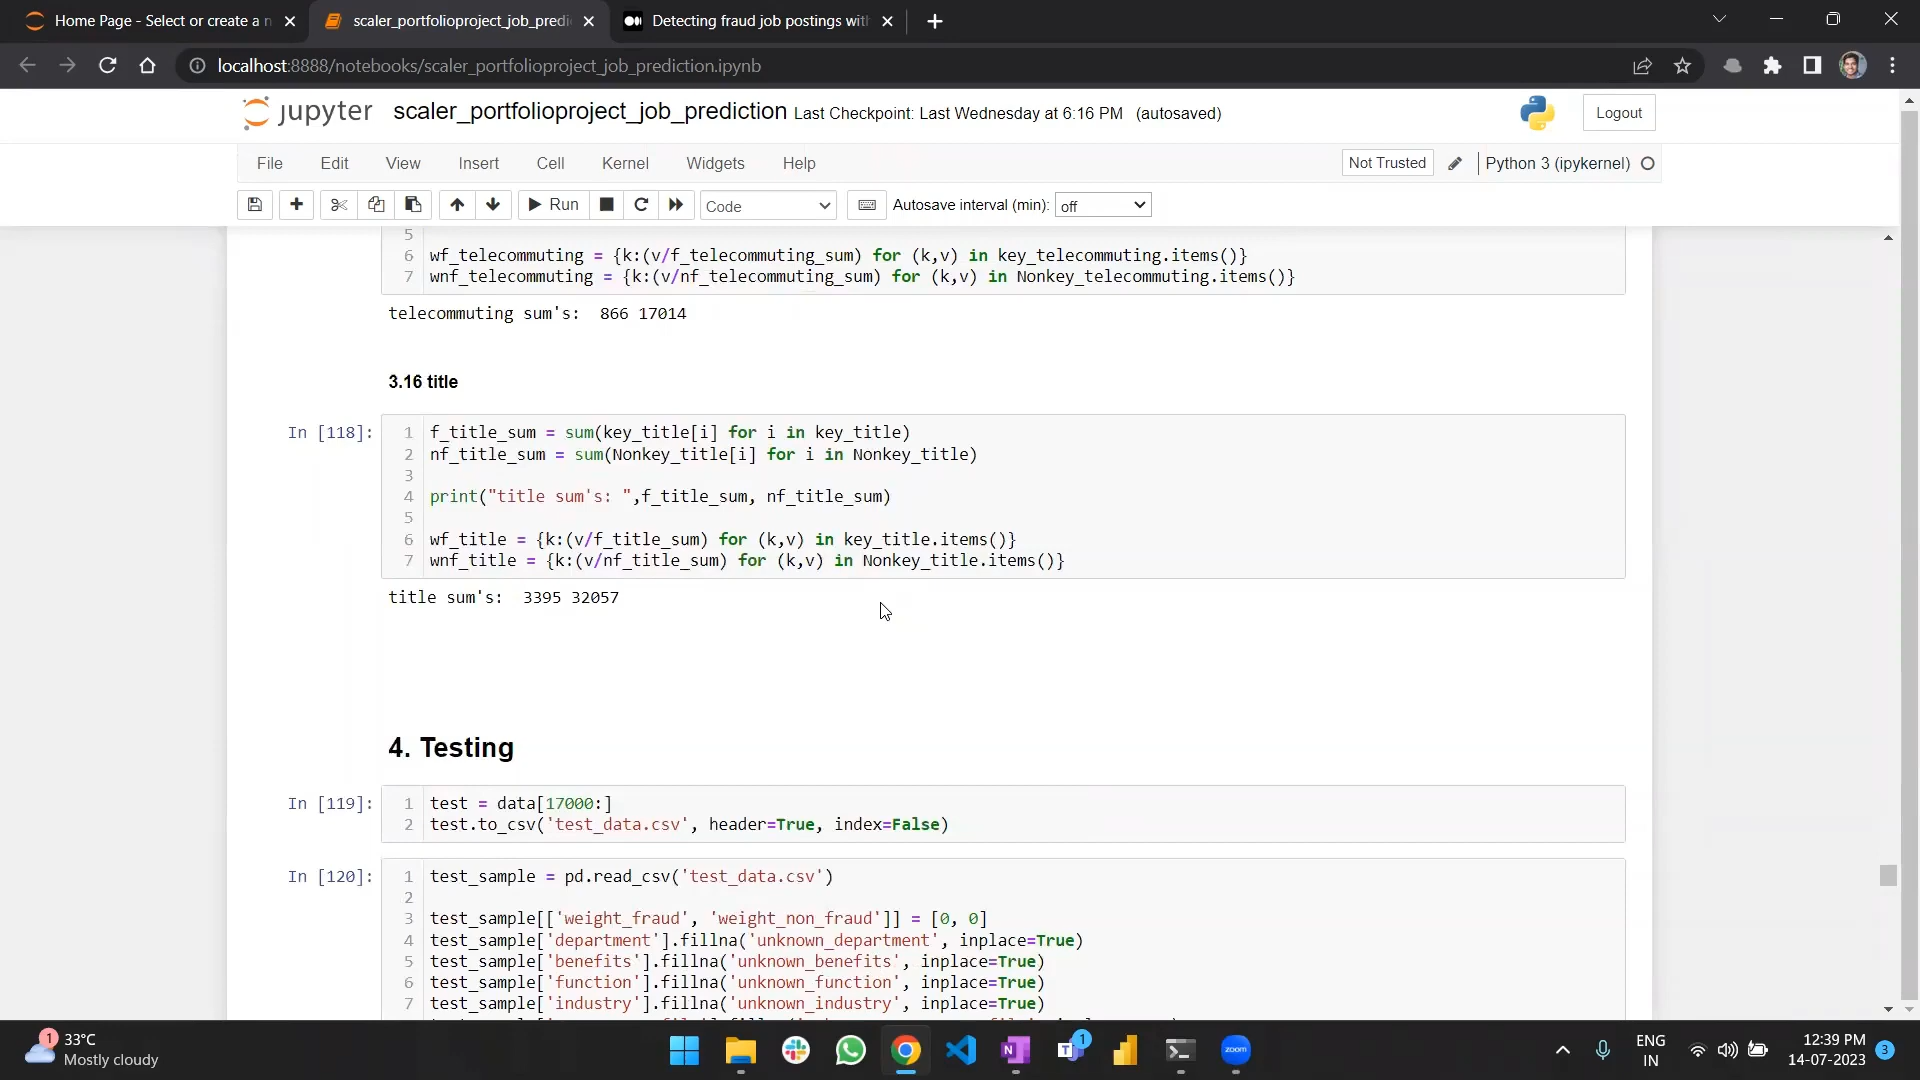 Home Page - Select or create a n
scaler_portfolioproject_job_predi
Detecting fraud job postings with
localhost:8888/notebooks/scaler_portfolioproject_job_prediction.ipynb
jupyter scaler_portfolioproject_job_prediction Last Checkpoint: Last Wednesday at 6:16 PM (autosaved)
Logout
File Edit View Insert Cell Kernel Widgets Help
Not Trusted
Python 3 (ipykernel)
Run
Code
Autosave interval (min): off
5
6 wf_telecommuting = {k:(v/f_telecommuting_sum) for (k,v) in key_telecommuting.items()}
7 wnf_telecommuting = {k:(v/nf_telecommuting_sum) for (k,v) in Nonkey_telecommuting.items()}
telecommuting sum's:  866 17014
3.16 title
In [118]:
1 f_title_sum = sum(key_title[i] for i in key_title)
2 nf_title_sum = sum(Nonkey_title[i] for i in Nonkey_title)
3
4 print("title sum's: ",f_title_sum, nf_title_sum)
5
6 wf_title = {k:(v/f_title_sum) for (k,v) in key_title.items()}
7 wnf_title = {k:(v/nf_title_sum) for (k,v) in Nonkey_title.items()}
title sum's:  3395 32057
4. Testing
In [119]:
1 test = data[17000:]
2 test.to_csv('test_data.csv', header=True, index=False)
In [120]:
1 test_sample = pd.read_csv('test_data.csv')
2
3 test_sample[['weight_fraud', 'weight_non_fraud']] = [0, 0]
4 test_sample['department'].fillna('unknown_department', inplace=True)
5 test_sample['benefits'].fillna('unknown_benefits', inplace=True)
6 test_sample['function'].fillna('unknown_function', inplace=True)
7 test_sample['industry'].fillna('unknown_industry', inplace=True)
1
33°C
Mostly cloudy
N
T
1
zoom
ENG
IN
12:39 PM
14-07-2023
3